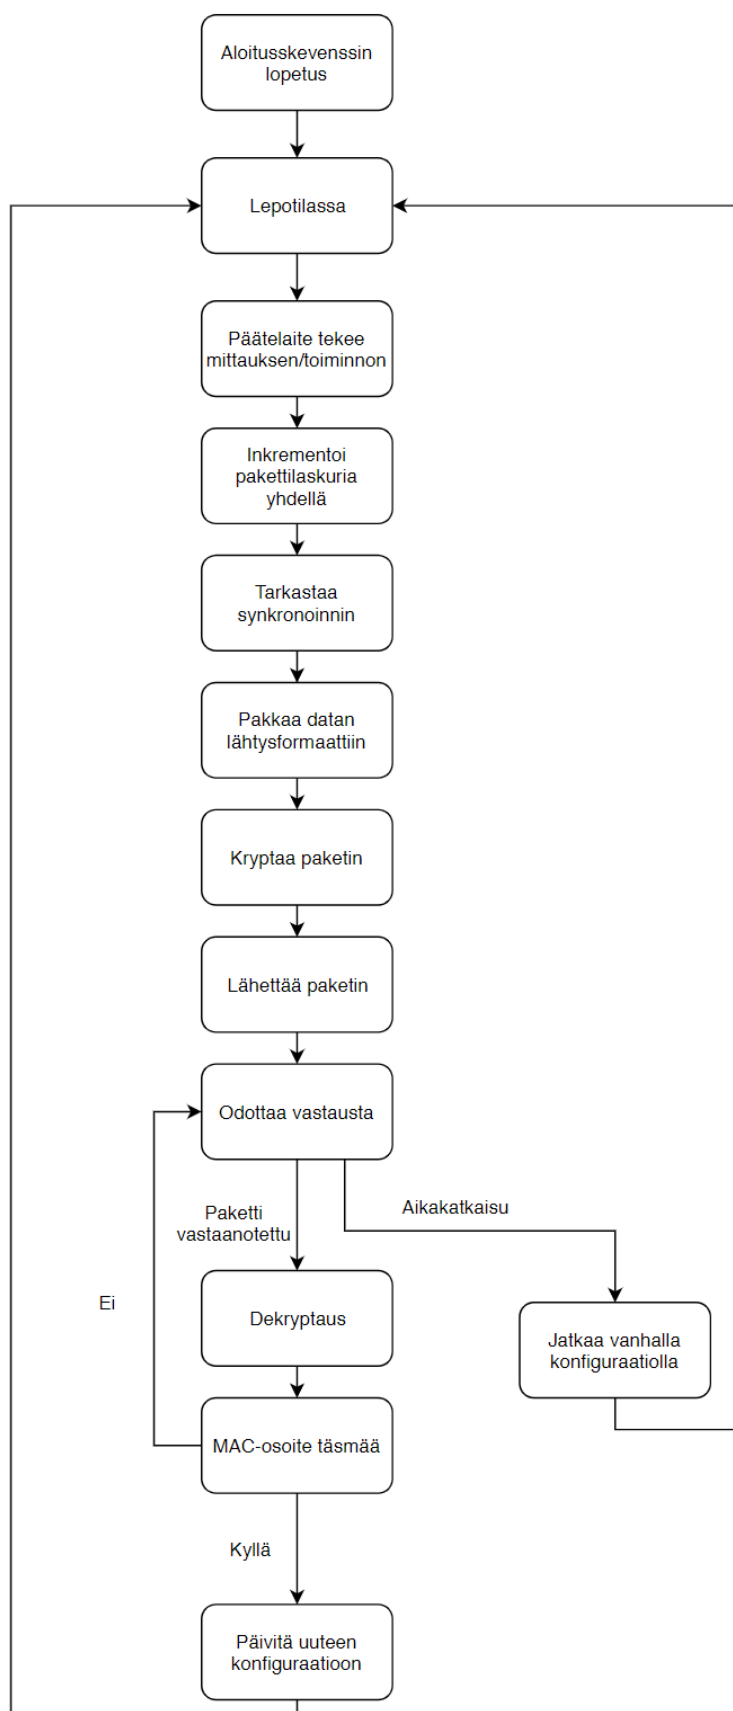 Aloitusskevenssin
lopetus
Lepotilassa
Päätelaite tekee
mittauksen/toiminnon
Inkrementoi
pakettilaskuria
yhdellä
Tarkastaa
synkronoinnin
Pakkaa datan
lähtysformaattiin
Kryptaa paketin
Lähettää paketin
Odottaa vastausta
Paketti
vastaanotettu
Aikakatkaisu
Ei
Dekryptaus
Jatkaa vanhalla
konfiguraatiolla
MAC-osoite täsmää
Kyllä
Päivitä uuteen
konfiguraatioon